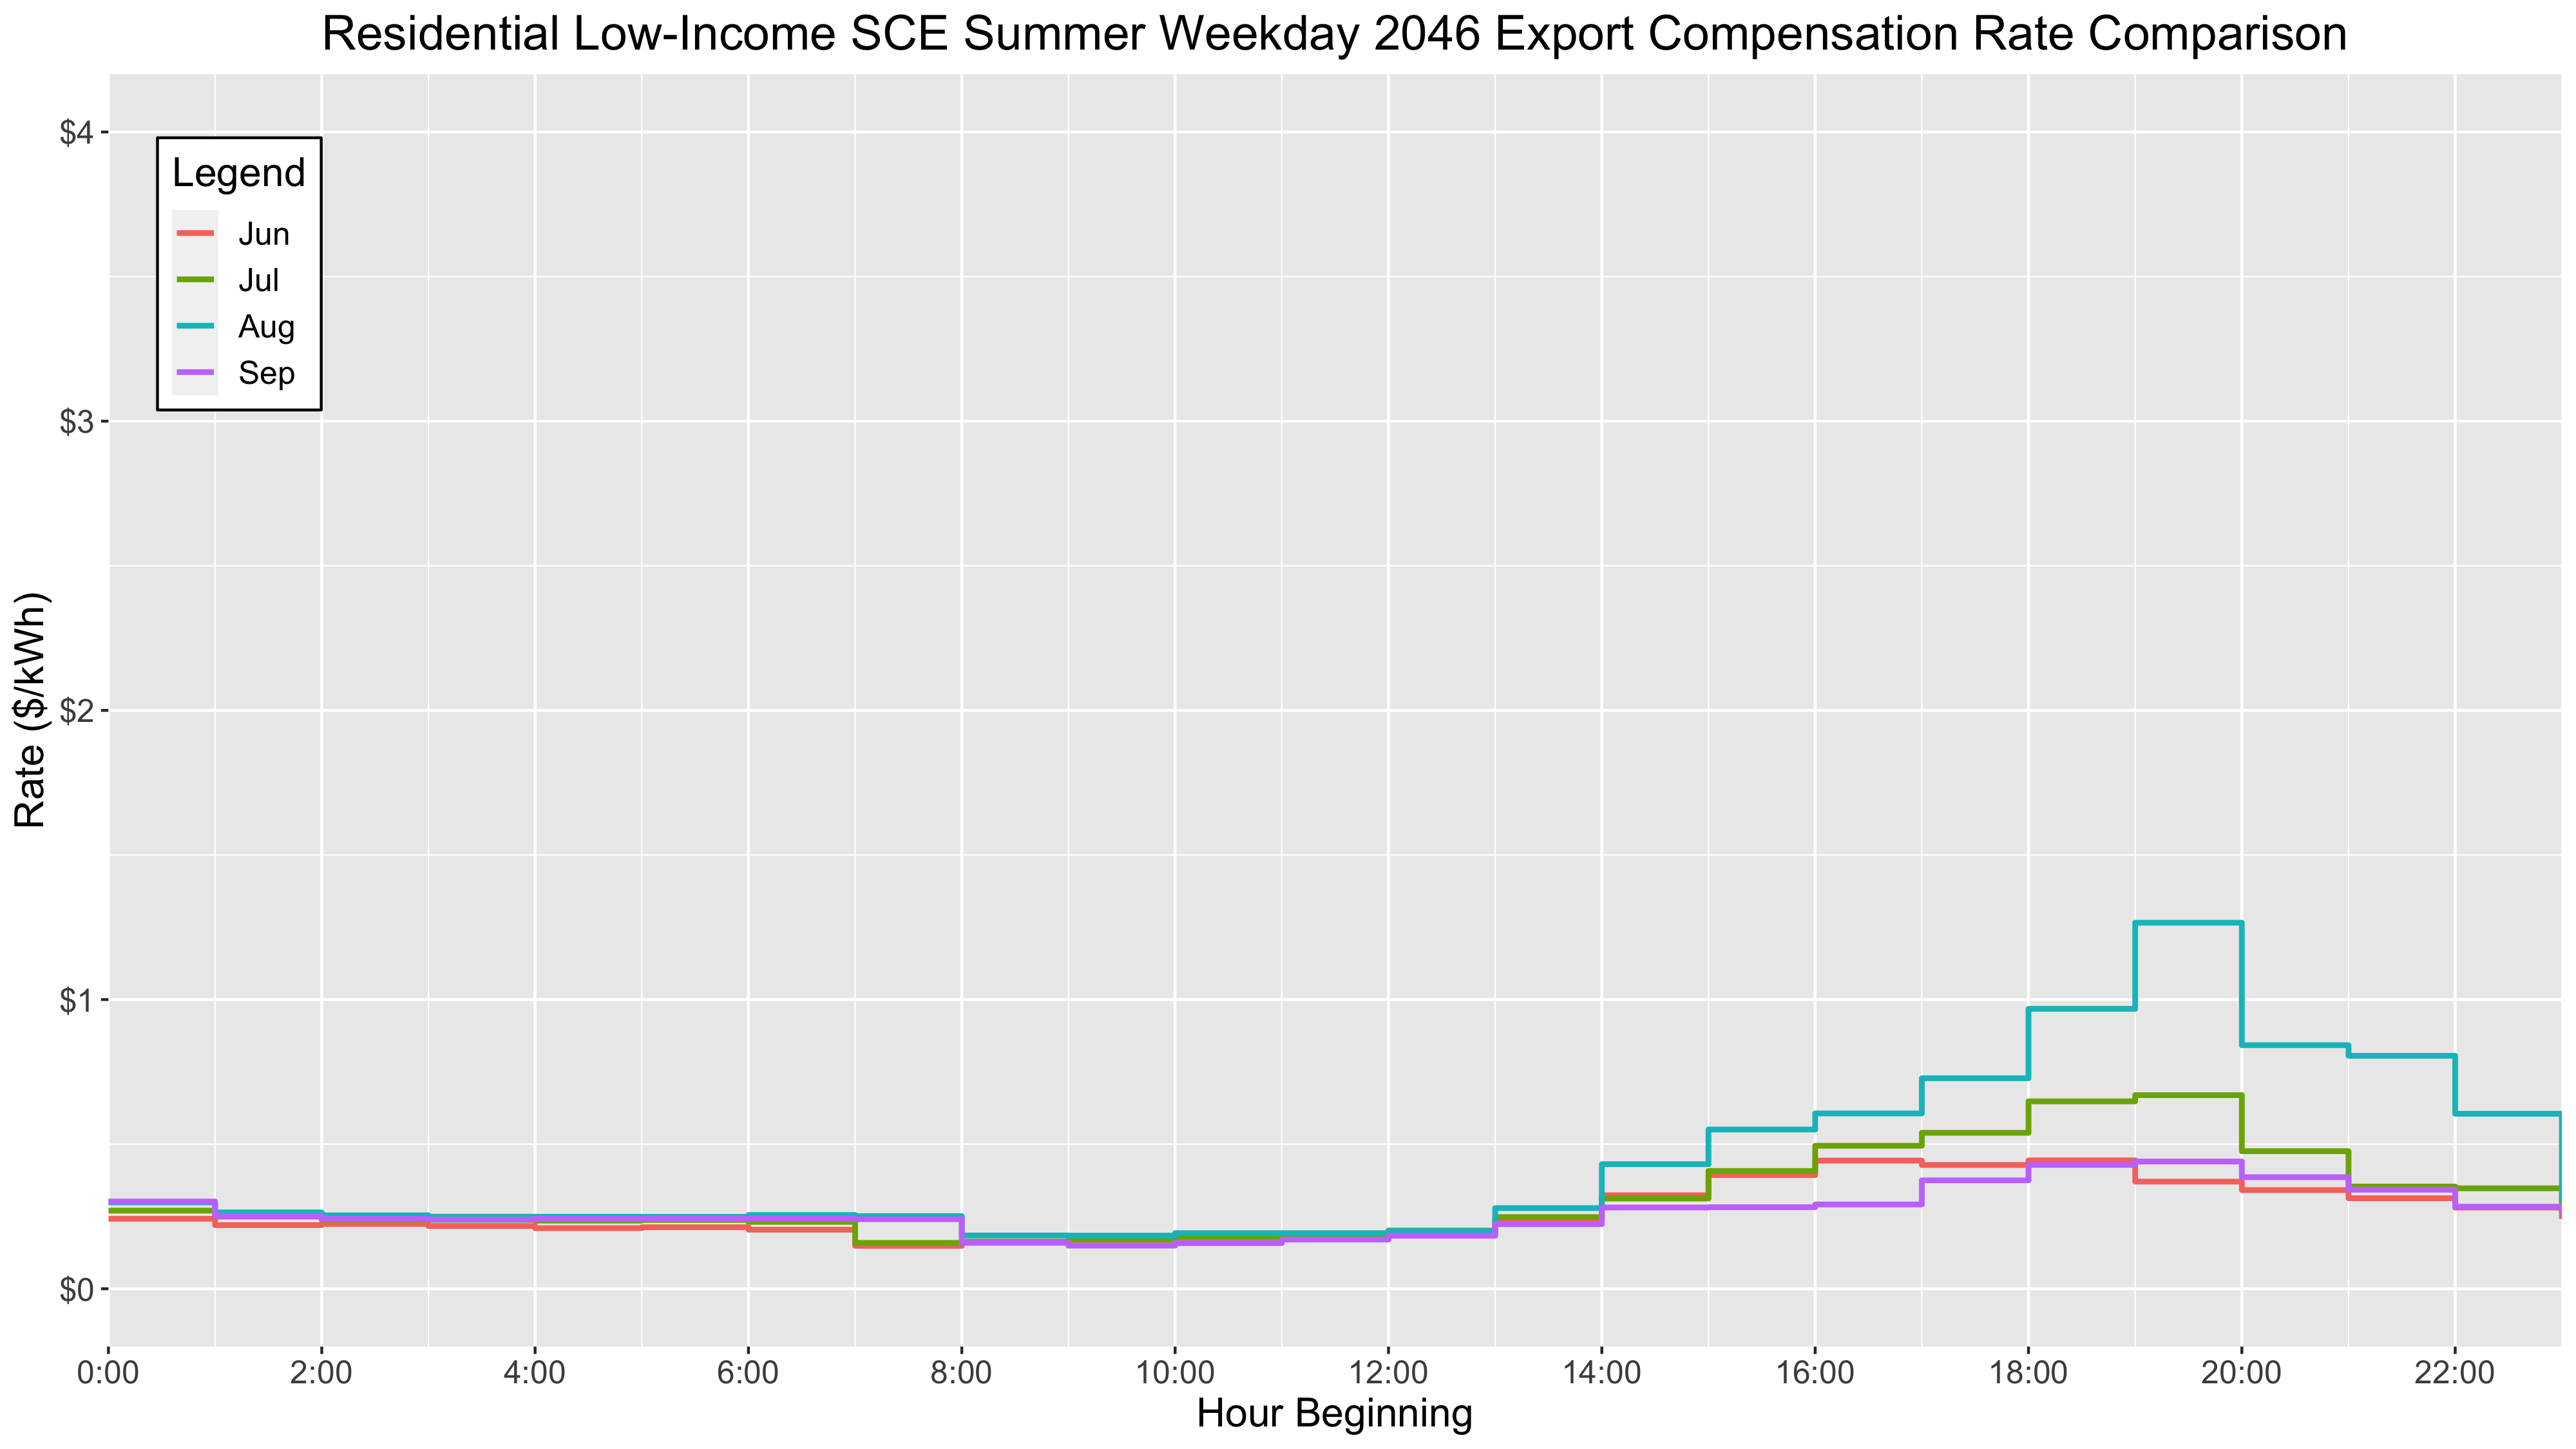 Residential Low-Income SCE Summer Weekday 2046 Export Compensation Rate Comparison
$4
Legend
Jun
Jul
Aug
Sep
$3
Rate ($/kWh)
$2
$1
$0
0:00 2:00 4:00 6:00 8:00 10:00 12:00 14:00 16:00 18:00 20:00 22:00
Hour Beginning